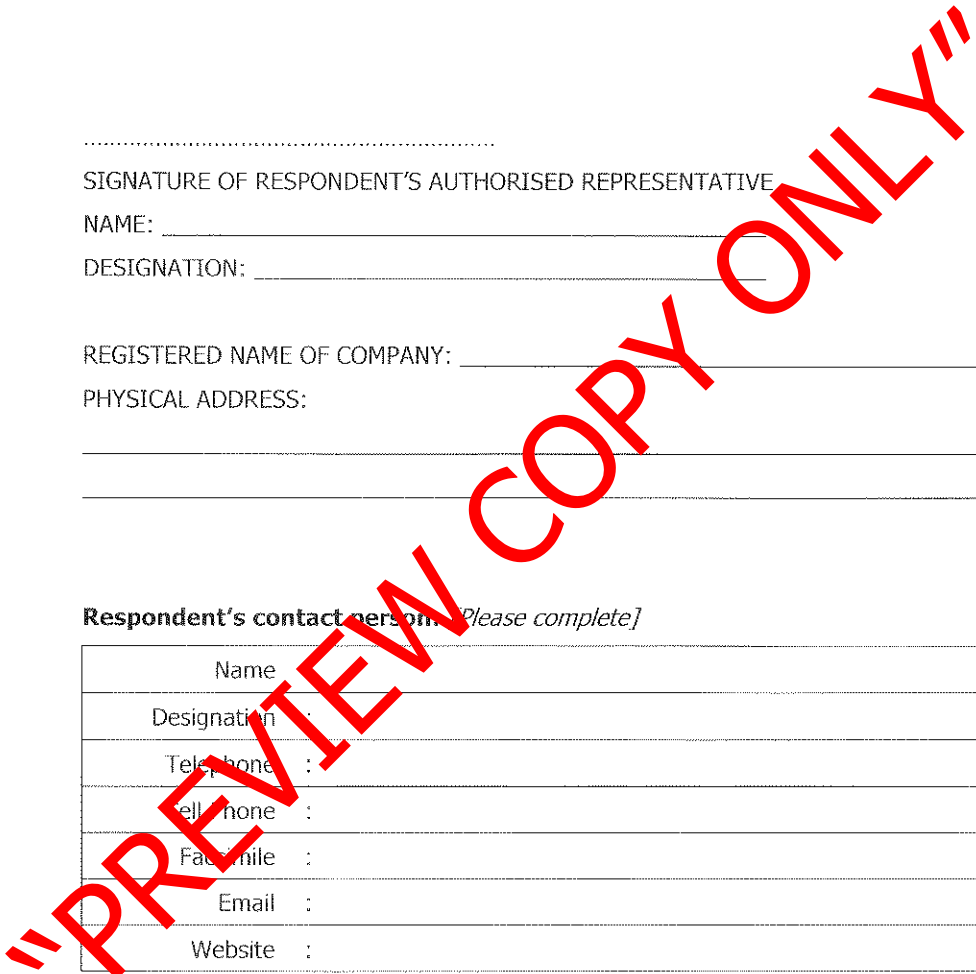 SIGNATURE OF RESPONDENT'S AUTHORISED REPRESENTATIVE
NAME:
DESIGNATION:
REGISTERED NAME OF COMPANY:
PHYSICAL ADDRESS:
Respondent's contact person: [Please complete]
Name
Designation :
Telephone :
Cell Phone :
Facsimile :
Email :
Website :
"PREVIEW COPY ONLY"